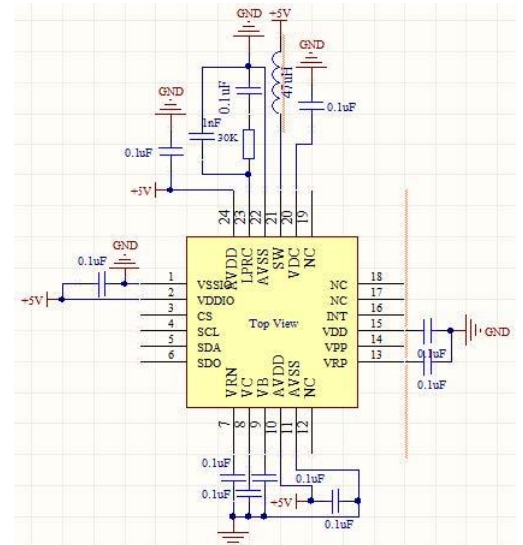 GND
+5V
GND
47uH
0.1uF
0.1uF
GND
1nF
30K
0.1uF
+5V
24
23
22
21
20
19
AVDD
LPRC
AVSS
SW
VDC
NC
GND
0.1uF
+5V
1 VSSIO
2 VDDIO
3 CS
4 SCL
5 SDA
6 SDO
Top View
NC 18
NC 17
INT 16
VDD 15
VPP 14
VRP 13
GND
0.1uF
0.1uF
VRN
VC
VB
AVDD
AVSS
NC
7
8
9
10
11
12
0.1uF
0.1uF
0.1uF
+5V
0.1uF